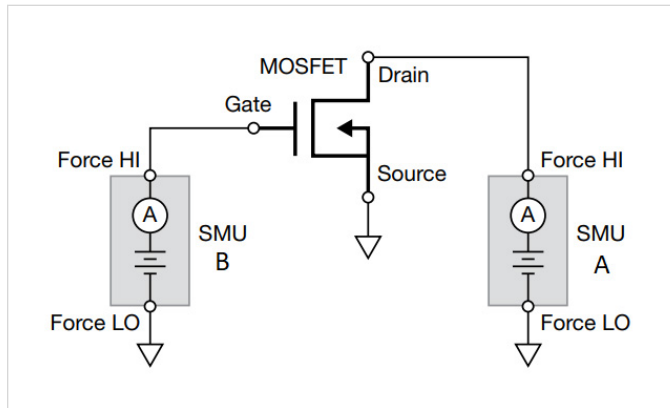 MOSFET
Drain
Gate
Source
Force HI
A
SMU
B
Force LO
Force HI
A
SMU
A
Force LO